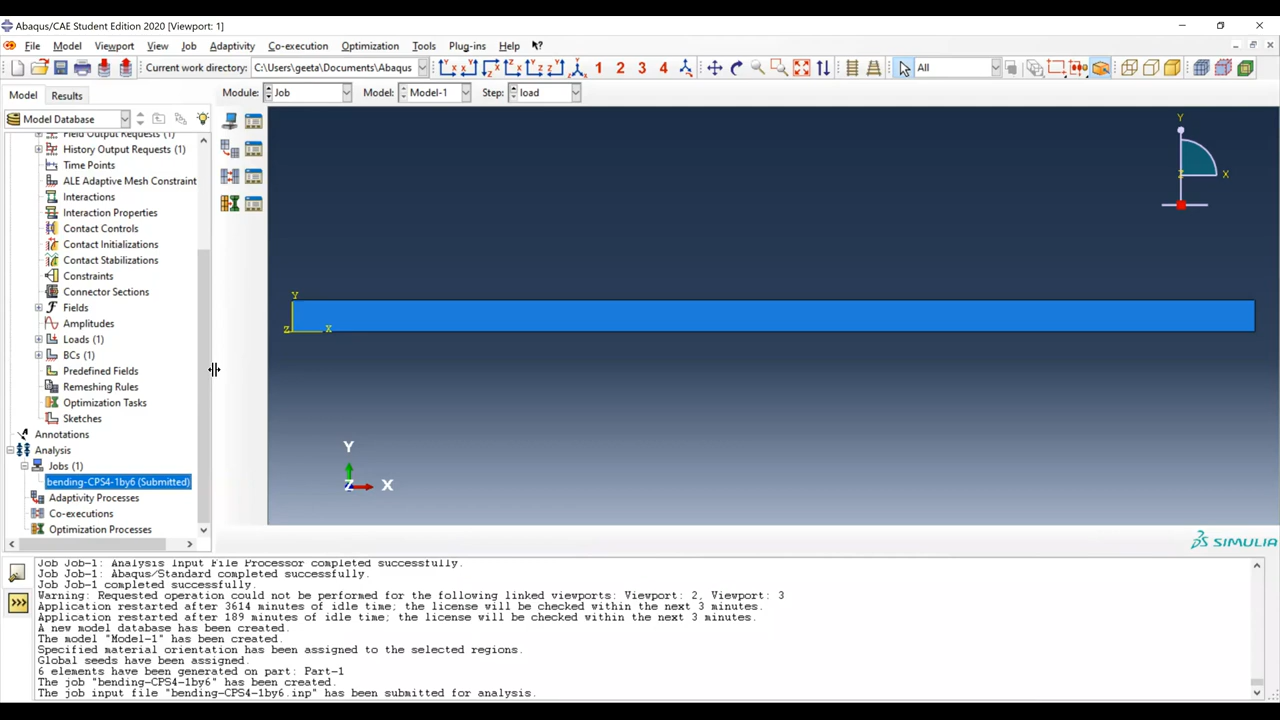 Abaqus/CAE Student Edition 2020 [Viewport: 1]
File Model Viewport View Job Adaptivity Co-execution Optimization Tools Plug-ins Help
Current work directory: C:\Users\geeta\Documents\Abaqus 1 2 3 4 All
Model Results Module: Job Model: Model-1 Step: load
Model Database
Field Output Requests (1)
History Output Requests (1)
Time Points
ALE Adaptive Mesh Constraint
Interactions
Interaction Properties
Contact Controls
Contact Initializations
Contact Stabilizations
Constraints
Connector Sections
Fields
Amplitudes
Loads (1)
BCs (1)
Predefined Fields
Remeshing Rules
Optimization Tasks
Sketches
Annotations
Analysis
Jobs (1)
bending-CPS4-1by6 (Submitted)
Adaptivity Processes
Co-executions
Optimization Processes
Y
Z X
Y
Z X
Y
Z X
SIMULIA
Job Job-1: Analysis Input File Processor completed successfully.
Job Job-1: Abaqus/Standard completed successfully.
Job Job-1 completed successfully.
Warning: Requested operation could not be performed for the following linked viewports: Viewport: 2, Viewport: 3
Application restarted after 3614 minutes of idle time; the license will be checked within the next 3 minutes.
Application restarted after 189 minutes of idle time; the license will be checked within the next 3 minutes.
A new model database has been created.
The model "Model-1" has been created.
Specified material orientation has been assigned to the selected regions.
Global seeds have been assigned.
6 elements have been generated on part: Part-1
The job "bending-CPS4-1by6" has been created.
The job input file "bending-CPS4-1by6.inp" has been submitted for analysis.